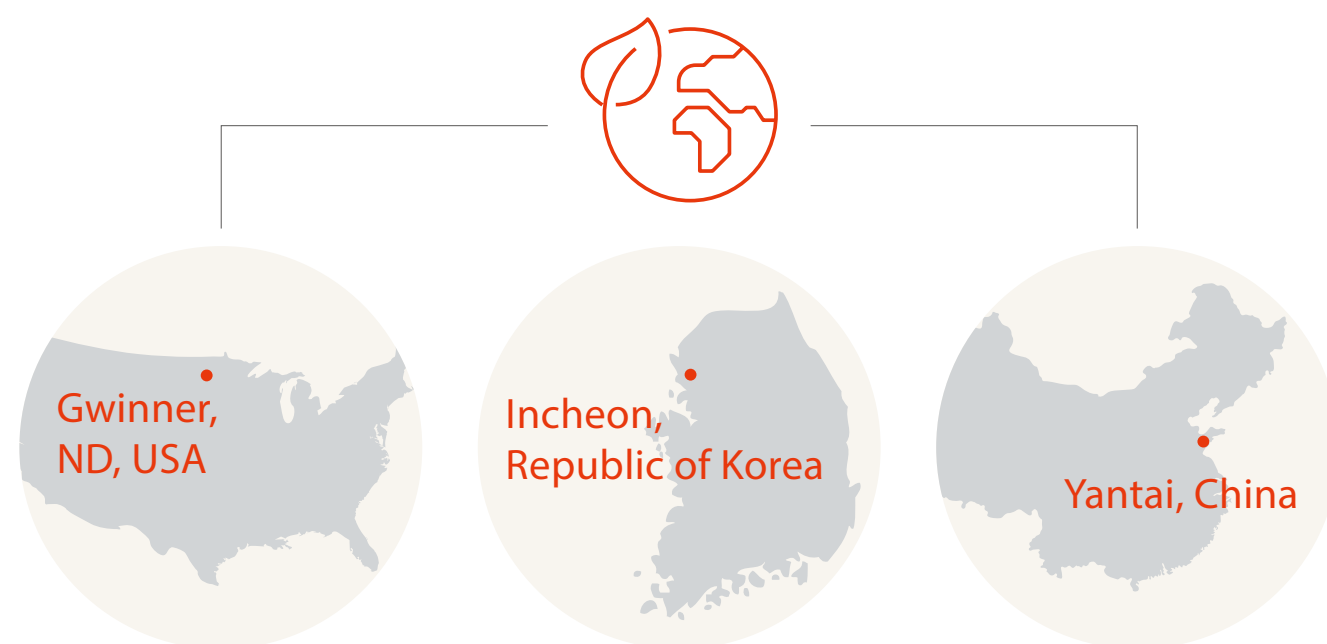 Gwinner,
ND, USA
Incheon,
Republic of Korea
Yantai, China